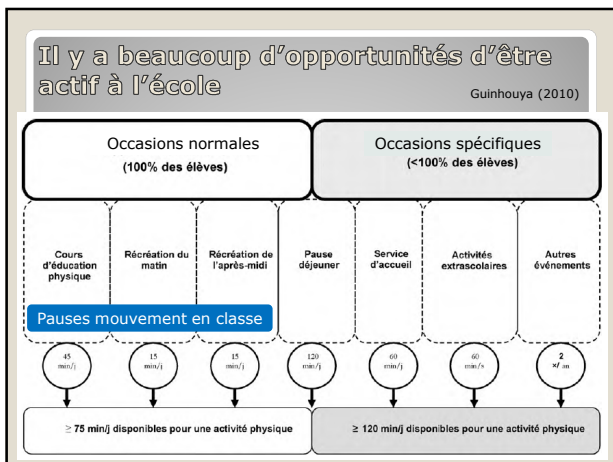 Il y a beaucoup d'opportunités d'être
actif à l'école
Guinhouya (2010)
Occasions normales
(100% des élèves)
Occasions spécifiques
(<100% des élèves)
Cours
d'éducation
physique
Récréation du
matin
Récréation de
l'après-midi
Pause
déjeuner
Service
d'accueil
Activités
extrascolaires
Autres
événements
Pauses mouvement en classe
45
min/j
15
min/j
15
min/j
120
min/j
60
min/j
60
min/s
2
×/ an
≥ 75 min/j disponibles pour une activité physique
≥ 120 min/j disponibles pour une activité physique